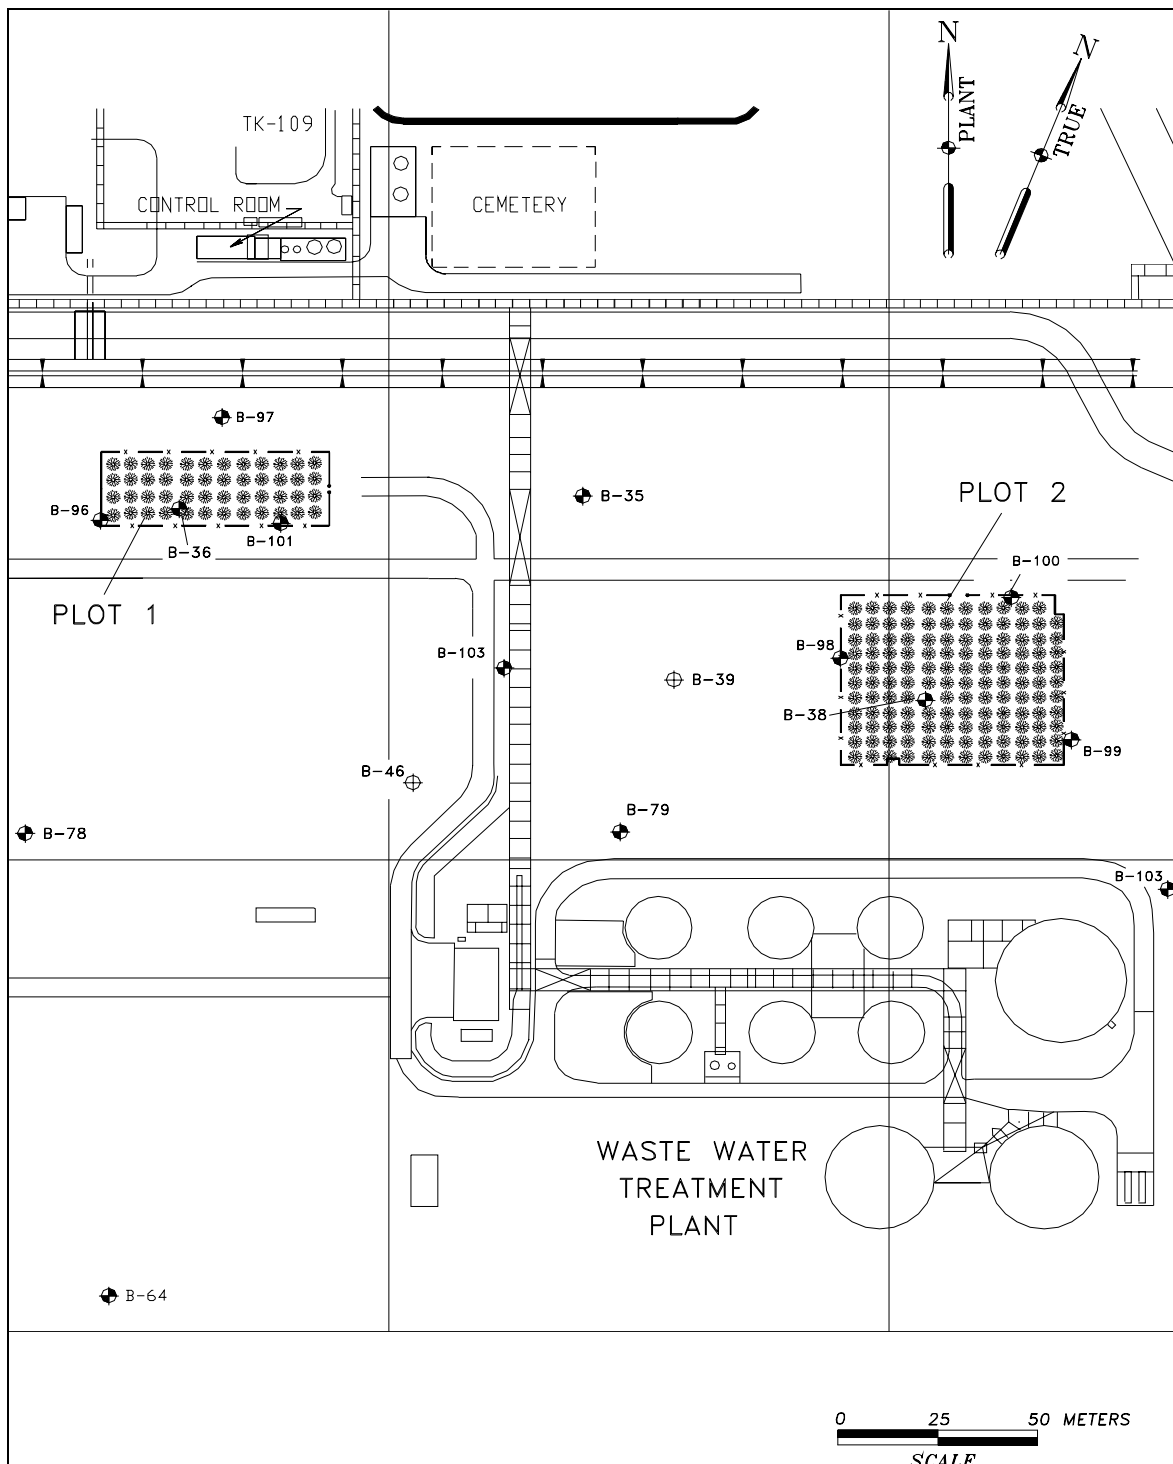 N
N
PLANT
TRUE
TK-109
CONTROL ROOM
CEMETERY
B-97
B-35
PLOT 2
B-96
B-101
B-36
B-100
PLOT 1
B-98
B-103
B-39
B-38
B-99
B-46
B-79
B-78
B-103
WASTE WATER
TREATMENT
PLANT
B-64
0 25 50 METERS
SCALE